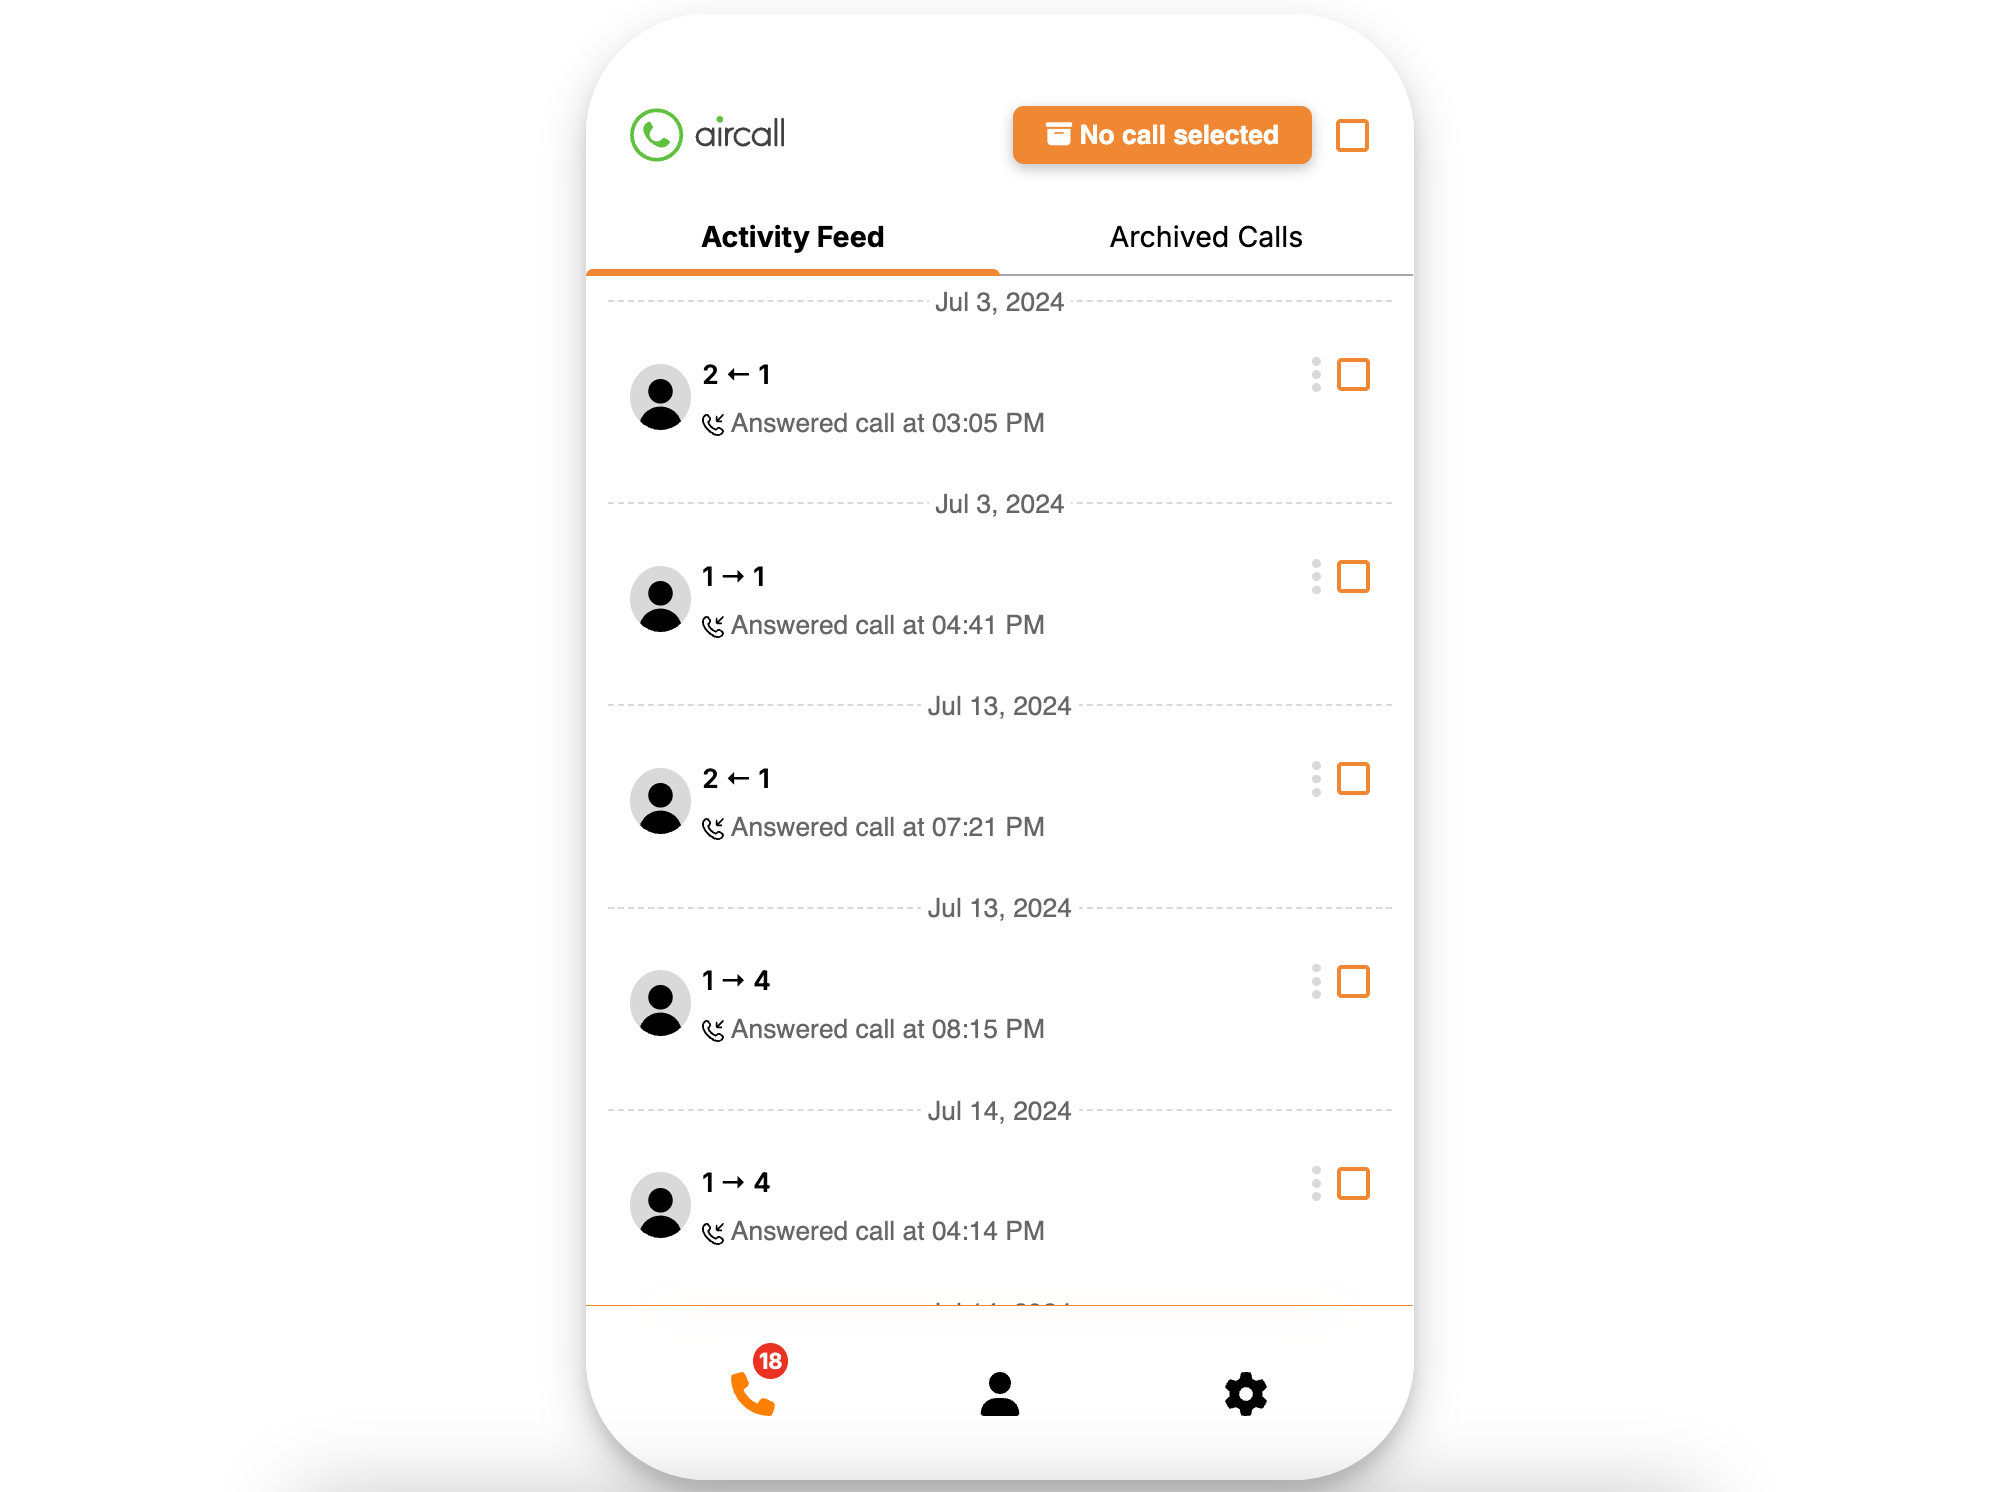 aircall
No call selected
Activity Feed
Archived Calls
Jul 3, 2024
2 ← 1
Answered call at 03:05 PM
Jul 3, 2024
1 → 1
Answered call at 04:41 PM
Jul 13, 2024
2 ← 1
Answered call at 07:21 PM
Jul 13, 2024
1 → 4
Answered call at 08:15 PM
Jul 14, 2024
1 → 4
Answered call at 04:14 PM
18